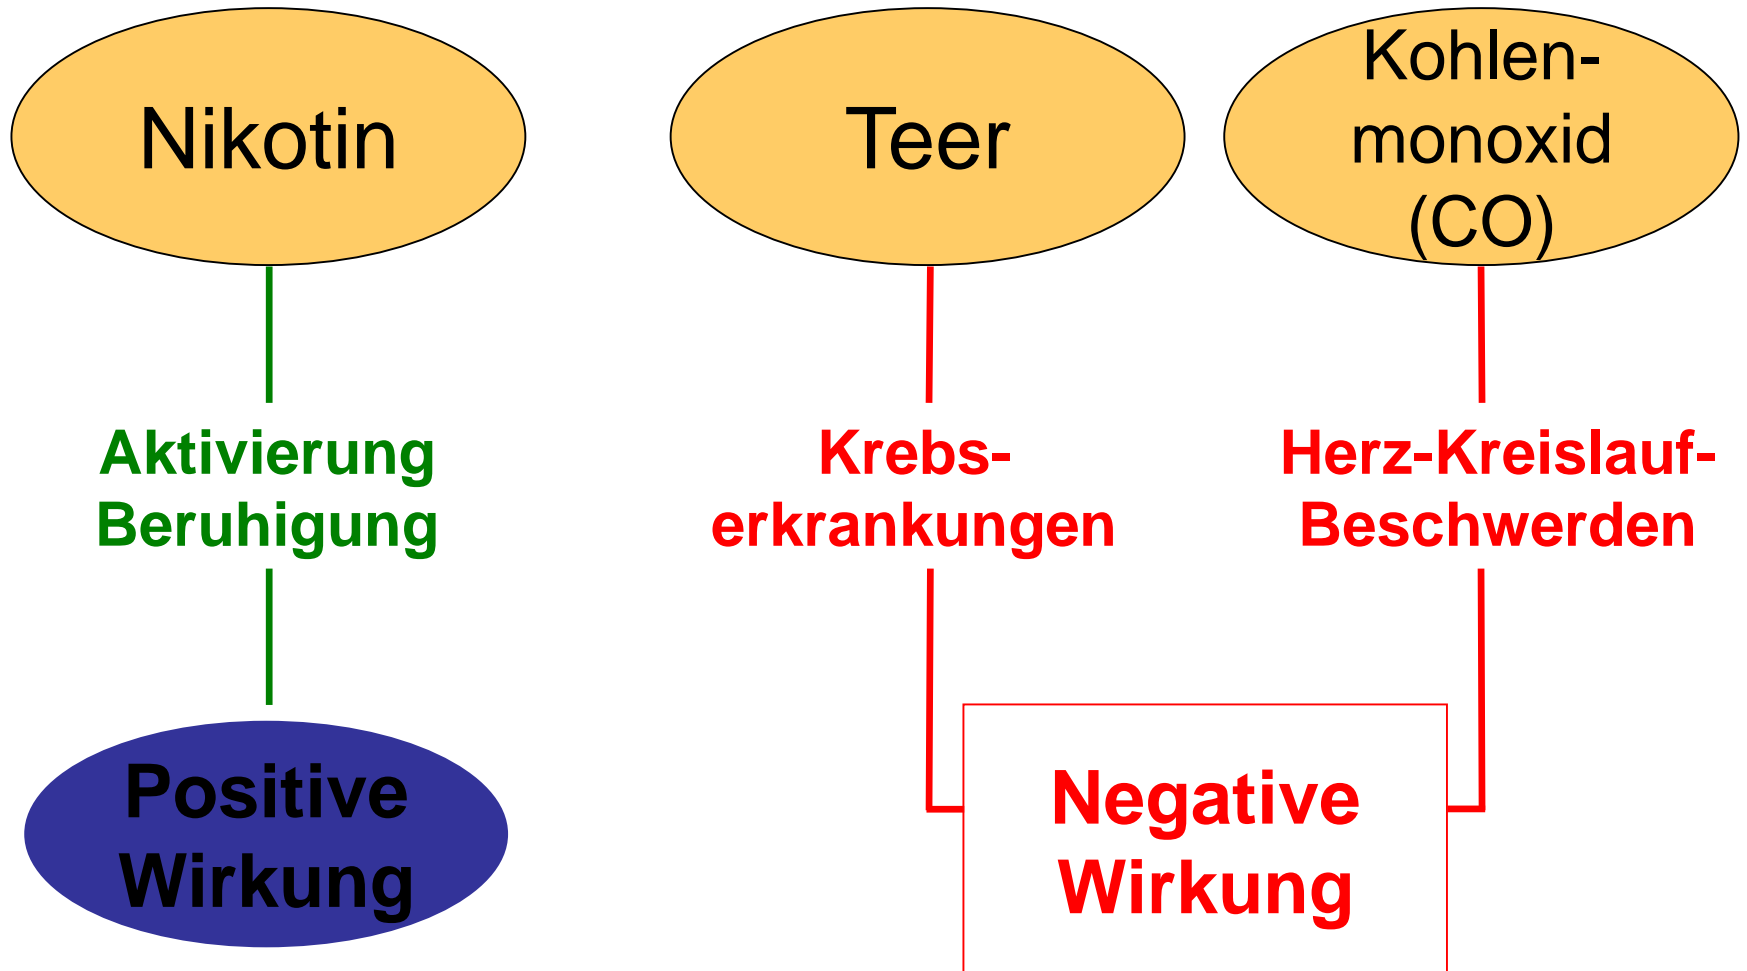 Nikotin
Teer
Kohlen-
monoxid
(CO)
Aktivierung
Beruhigung
Krebs-
erkrankungen
Herz-Kreislauf-
Beschwerden
Positive
Wirkung
Negative
Wirkung